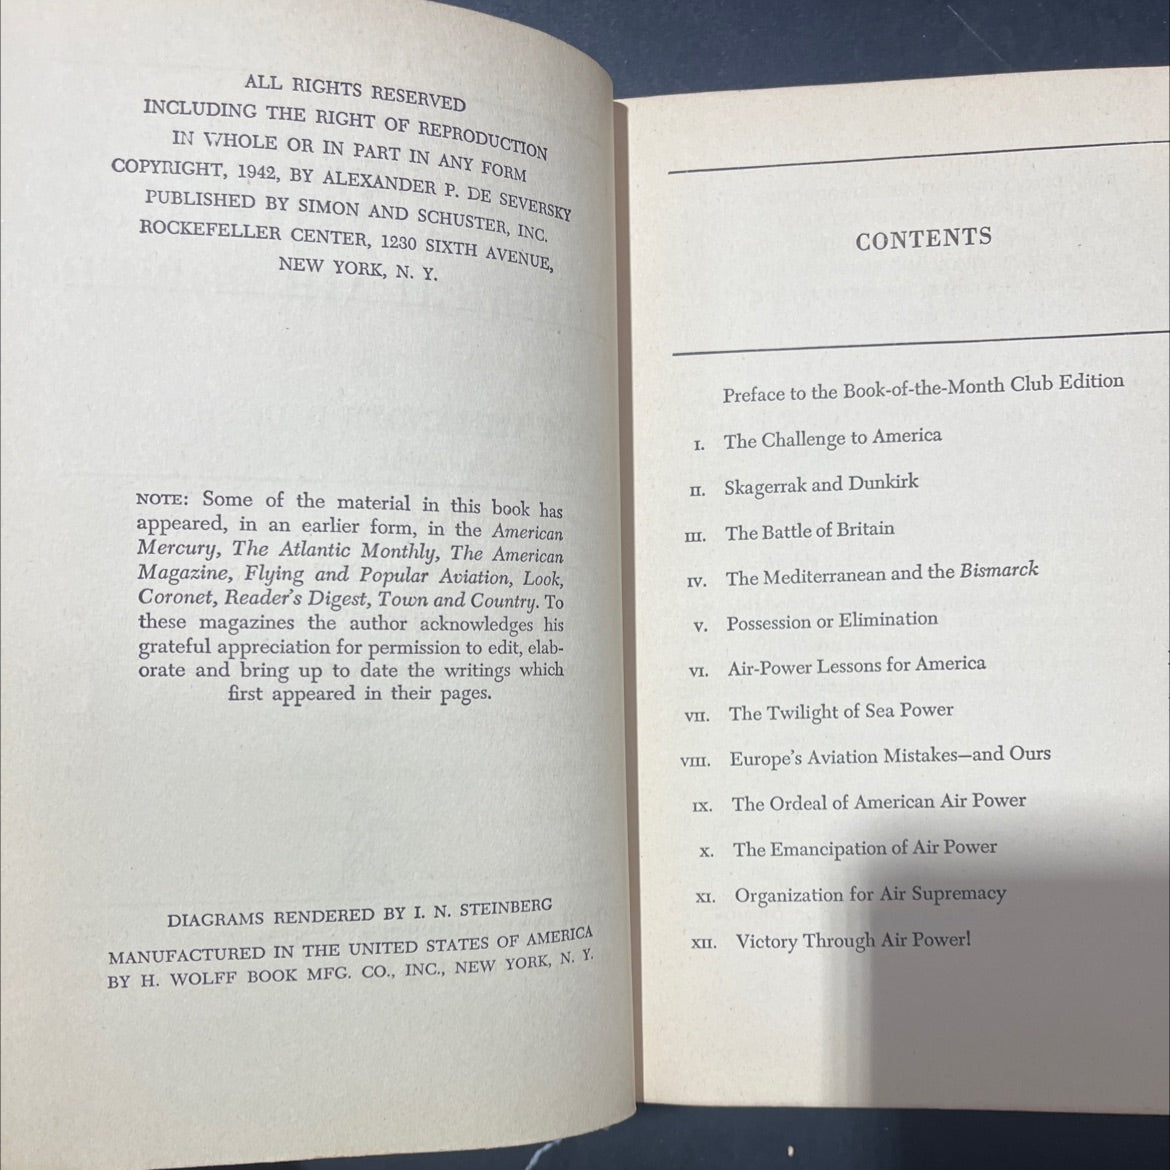 ALL RIGHTS RESERVED
INCLUDING THE RIGHT OF REPRODUCTION
IN WHOLE OR IN PART IN ANY FORM
COPYRIGHT, 1942, BY ALEXANDER P. DE SEVERSKY
PUBLISHED BY SIMON AND SCHUSTER, INC.
ROCKEFELLER CENTER, 1230 SIXTH AVENUE,
NEW YORK, N. Y.
NOTE: Some of the material in this book has
appeared, in an earlier form, in the American
Mercury, The Atlantic Monthly, The American
Magazine, Flying and Popular Aviation, Look,
Coronet, Reader's Digest, Town and Country. To
these magazines the author acknowledges his
grateful appreciation for permission to edit, elab-
orate and bring up to date the writings which
first appeared in their pages.
DIAGRAMS RENDERED BY I. N. STEINBERG
MANUFACTURED IN THE UNITED STATES OF AMERICA
BY H. WOLFF BOOK MFG. CO., INC., NEW YORK, N. Y.
CONTENTS
Preface to the Book-of-the-Month Club Edition
I. The Challenge to America
II. Skagerrak and Dunkirk
III. The Battle of Britain
IV. The Mediterranean and the Bismarck
V. Possession or Elimination
VI. Air-Power Lessons for America
VII. The Twilight of Sea Power
VIII. Europe's Aviation Mistakes—and Ours
IX. The Ordeal of American Air Power
X. The Emancipation of Air Power
XI. Organization for Air Supremacy
XII. Victory Through Air Power!